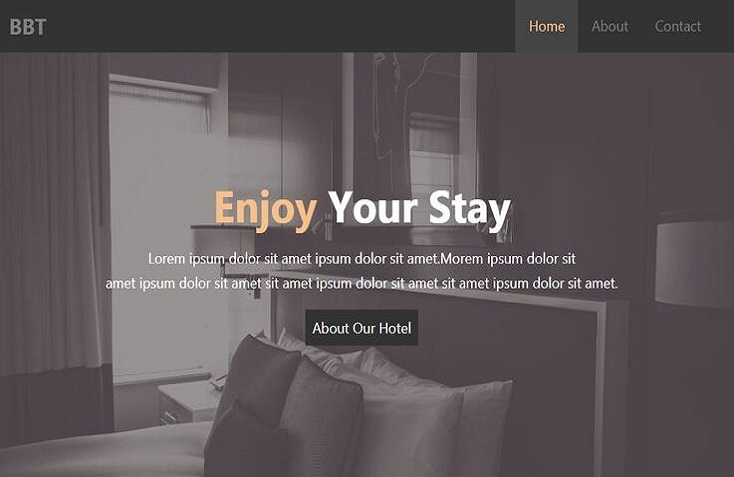 BBT
Home About Contact
Enjoy Your Stay
Lorem ipsum dolor sit amet ipsum dolor sit amet.Morem ipsum dolor sit
amet ipsum dolor sit amet sit amet ipsum dolor sit amet sit amet ipsum dolor sit amet.
About Our Hotel